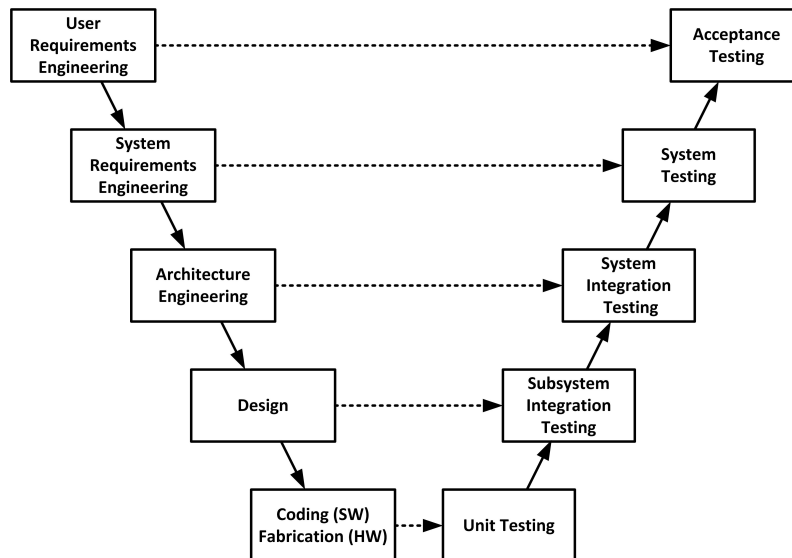 User
Requirements
Engineering
Acceptance
Testing
System
Requirements
Engineering
System
Testing
Architecture
Engineering
System
Integration
Testing
Design
Subsystem
Integration
Testing
Coding (SW)
Fabrication (HW)
Unit Testing